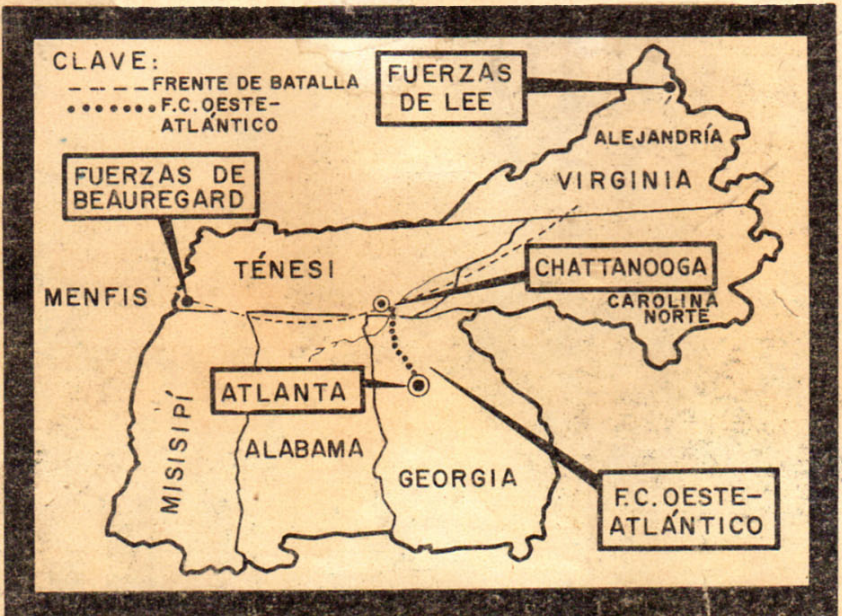 CLAVE:
-----FRENTE DE BATALLA
•••••••F.C. OESTE-
ATLÁNTICO
FUERZAS
DE LEE
ALEJANDRÍA
VIRGINIA
FUERZAS DE
BEAUREGARD
TÉNESI
CHATTANOOGA
MENFIS
CAROLINA
NORTE
ATLANTA
MISISIPÍ
ALABAMA
GEORGIA
F.C. OESTE-
ATLÁNTICO